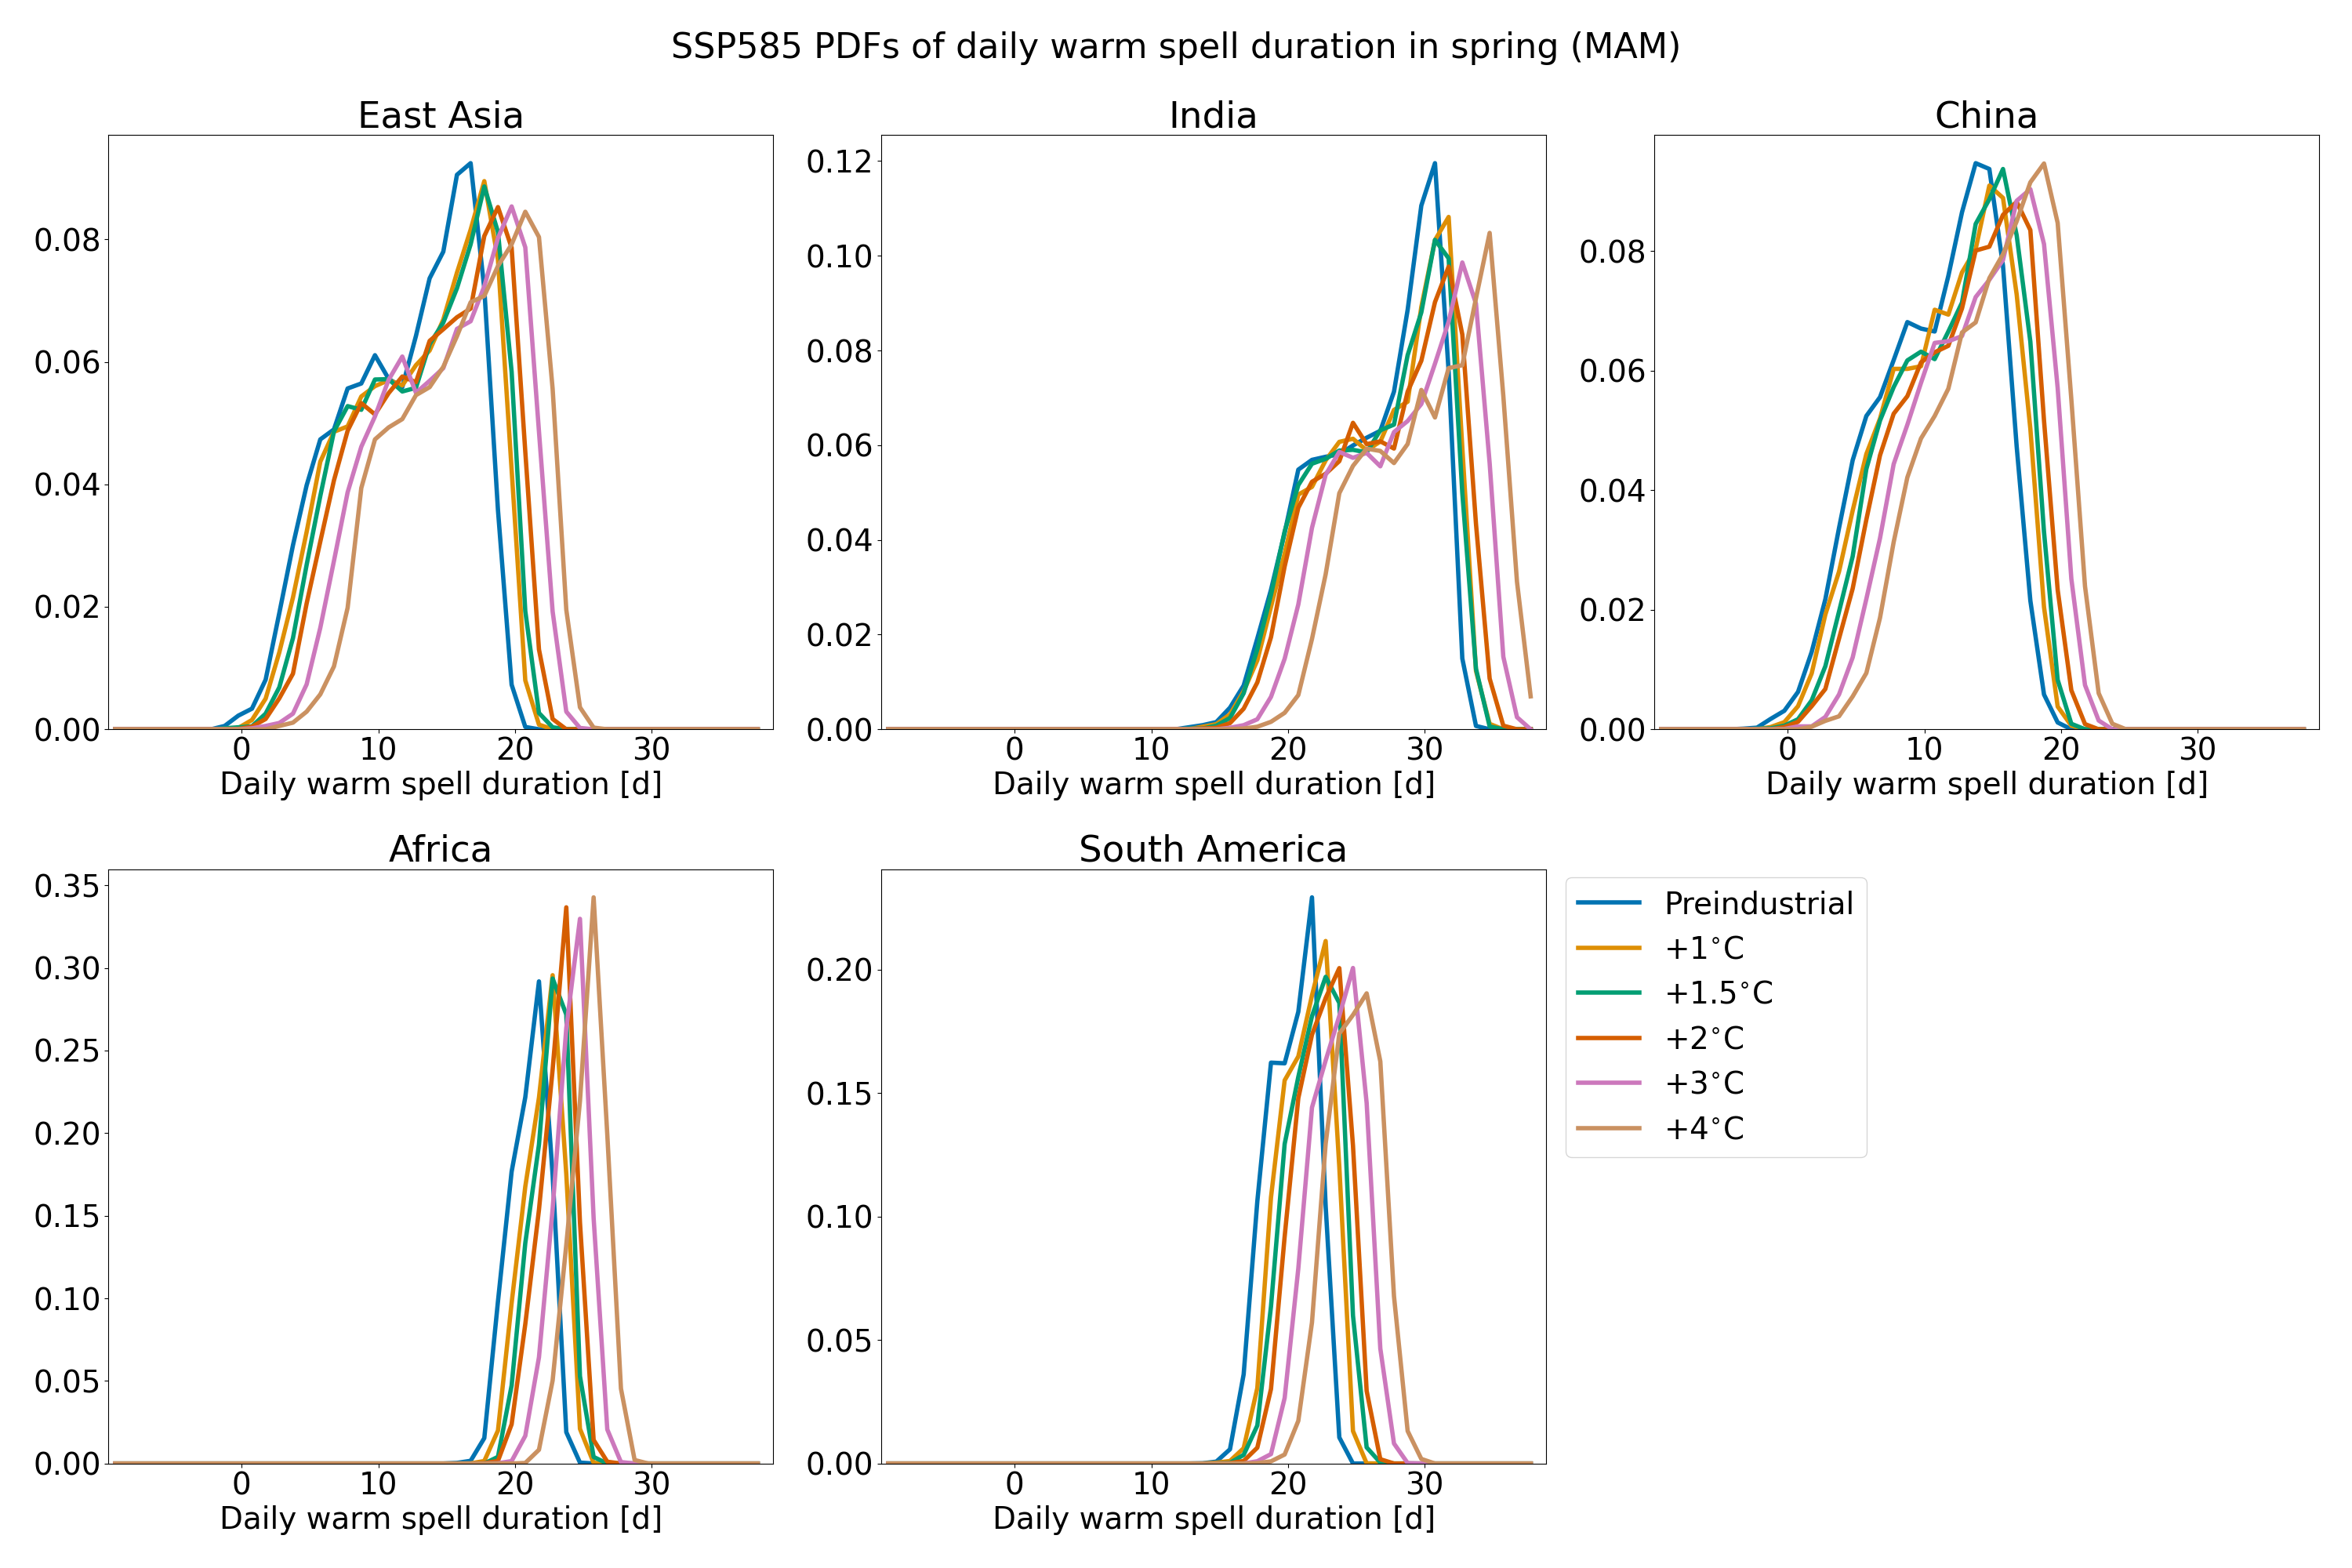 SSP585 PDFs of daily warm spell duration in spring (MAM)
East Asia
0.08
0.06
0.04
0.02
0.00
0 10 20 30
Daily warm spell duration [d]
India
0.12
0.10
0.08
0.06
0.04
0.02
0.00
0 10 20 30
Daily warm spell duration [d]
China
0.08
0.06
0.04
0.02
0.00
0 10 20 30
Daily warm spell duration [d]
Africa
0.35
0.30
0.25
0.20
0.15
0.10
0.05
0.00
0 10 20 30
Daily warm spell duration [d]
South America
0.20
0.15
0.10
0.05
0.00
0 10 20 30
Daily warm spell duration [d]
Preindustrial
+1°C
+1.5°C
+2°C
+3°C
+4°C